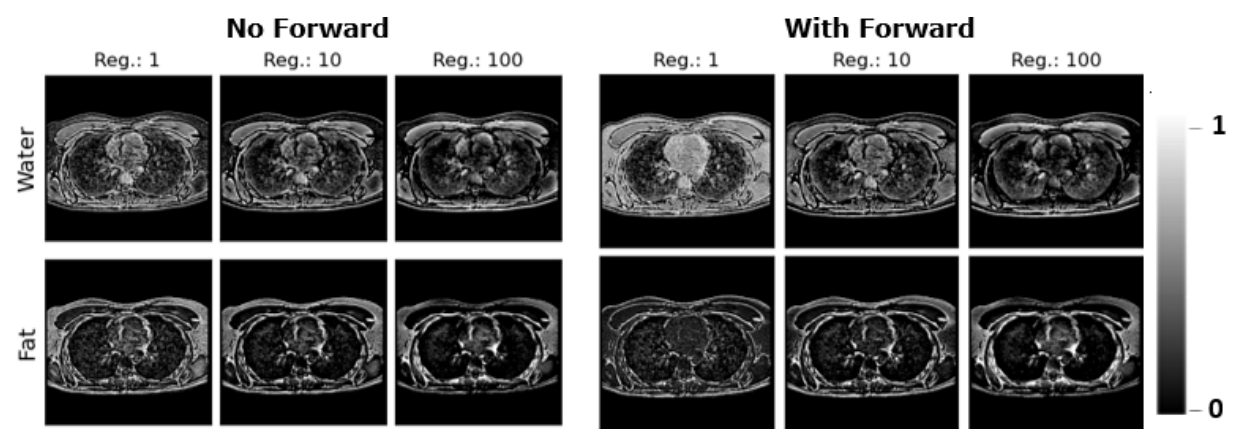 No Forward
With Forward
Reg.: 1
Reg.: 10
Reg.: 100
Reg.: 1
Reg.: 10
Reg.: 100
Water
1
Fat
0